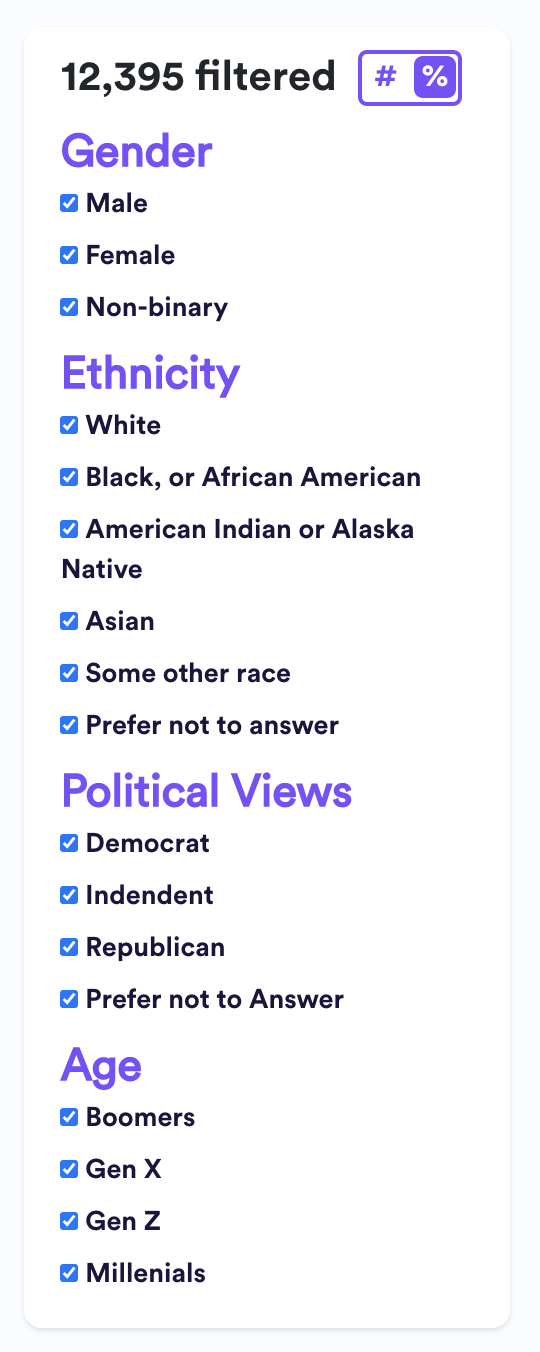 12,395 filtered # %
Gender
Male
Female
Non-binary
Ethnicity
White
Black, or African American
American Indian or Alaska
Native
Asian
Some other race
Prefer not to answer
Political Views
Democrat
Indendent
Republican
Prefer not to Answer
Age
Boomers
Gen X
Gen Z
Millenials